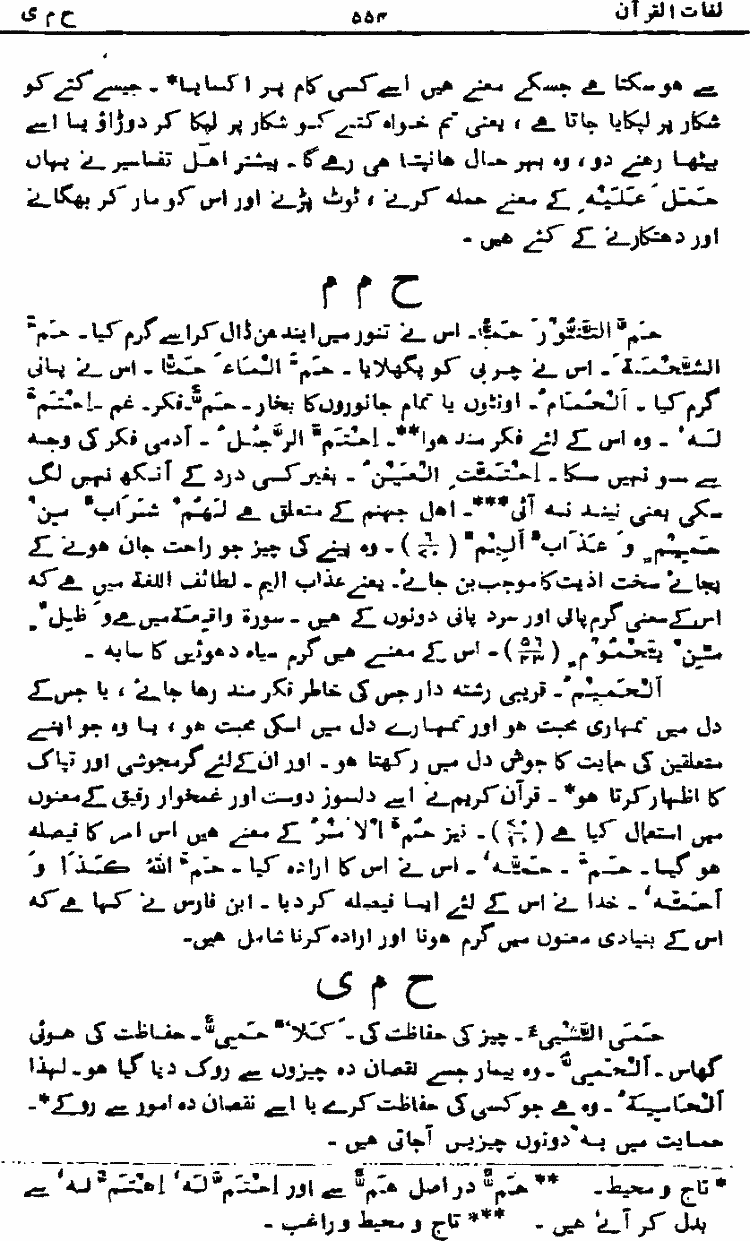 لغات القرآن ۵۵۴ ح م ی
سے ہو سکتا ہے جسکے معنے ہیں اسے کسی کام پر اکسایا* ۔ جیسے کتے کو
شکار پر لپکایا جاتا ہے ، یعنی تم خواہ کتے کو شکار پر لپکا کر دوڑاؤ یا اسے
بیٹھا رہنے دو ، وہ بہر حال ہانپتا ہی رہے گا ۔ بیشتر اہل تفاسیر نے یہاں
حَمَلَ عَلَیْہِ کے معنے حملہ کرنے ، ٹوٹ پڑنے اور اس کو مار کر بھگانے
اور دھتکارنے کے کئے ہیں ۔
ح م م
حَمَّ التَّنُّوْرَ حَمًّا ۔ اس نے تنور میں ایندھن ڈال کر اسے گرم کیا ۔ حَمَّ
الشَّحْمَۃَ ۔ اس نے چربی کو پگھلایا ۔ حَمَّ الْمَاءَ حَمًّا ۔ اس نے پانی
گرم کیا ۔ اَلْحُمَامُ ۔ اونٹوں یا تمام جانوروں کا بخار ۔ حَمٌّ ۔ فکر ۔ غم ۔ اِحْتَمَّ
لَہٗ ۔ وہ اس کے لئے فکر مند ہوا** ۔ اِحْتَمَّ الرَّجُلُ ۔ آدمی فکر کی وجہ
سے سو نہیں سکا ۔ اِحْتَمَّتِ الْعَیْنُ ۔ بغیر کسی درد کے آنکھ نہیں لگ
سکی یعنی نیند نہ آئی*** ۔ اہل جہنم کے متعلق ہے لَہُمْ شَرَابٌ مِنْ
حَمِیْمٍ وَ عَذَابٌ اَلِیْمٌ (۶/۷۰) ۔ وہ پینے کی چیز جو راحت جان ہونے کے
بجائے سخت اذیت کا موجب بن جائے ۔ یعنے عذاب الیم ۔ لطائف اللغۃ میں ہے کہ
اس کے معنی گرم پانی اور سرد پانی دونوں کے ہیں ۔ سورۃ واقعہ میں ہے وَ ظِلٍّ
مِّنْ یَّحْمُوْمٍ (۵۶/۴۳) ۔ اس کے معنے ہیں گرم سیاہ دھوئیں کا سایہ ۔
اَلْحَمِیْمُ ۔ قریبی رشتہ دار جس کی خاطر فکر مند رہا جائے ، یا جس کے
دل میں تمہاری محبت ہو اور تمہارے دل میں اسکی محبت ہو ، یا وہ جو اپنے
متعلقین کی حمایت کا جوش دل میں رکھتا ہو ۔ اور ان کے لئے گرمجوشی اور تپاک
کا اظہار کرتا ہو* ۔ قرآن کریم نے اسے دلسوز دوست اور غمخوار رفیق کے معنوں
میں استعمال کیا ہے ۔ نیز حُمَّ الْاَمْرُ کے معنے ہیں اس امر کا فیصلہ
ہو گیا ۔ حَمَّ ۔ حَمَّہٗ ۔ اس نے اس کا ارادہ کیا ۔ حَمَّ اللہُ کَذَا وَ
اَحَمَّہٗ ۔ خدا نے اس کے لئے ایسا فیصلہ کر دیا ۔ ابن فارس نے کہا ہے کہ
اس کے بنیادی معنوں میں گرم ہونا اور ارادہ کرنا شامل ہیں ۔
ح م ی
حَمَی الشَّیْئَ ۔ چیز کی حفاظت کی ۔ کَلَاٌ حَمِیٌّ ۔ حفاظت کی ہوئی
گھاس ۔ اَلْحَمِیُّ ۔ وہ بیمار جسے نقصان دہ چیزوں سے روک دیا گیا ہو ۔ لہذا
اَلْحَامِیَۃُ ۔ وہ ہے جو کسی کی حفاظت کرے یا اسے نقصان دہ امور سے روکے* ۔
حمایت میں یہ دونوں چیزیں آجاتی ہیں ۔
* تاج و محیط ۔ ** ھَمٌّ در اصل ھَمٌّ سے اور اِحْتَمَّ لَہٗ اِھْتَمَّ لَہٗ سے
بدل کر آئے ہیں ۔ *** تاج و محیط و راغب ۔